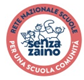 RETE NAZIONALE SCUOLE
senza
zaino
PER UNA SCUOLA COMUNITÀ